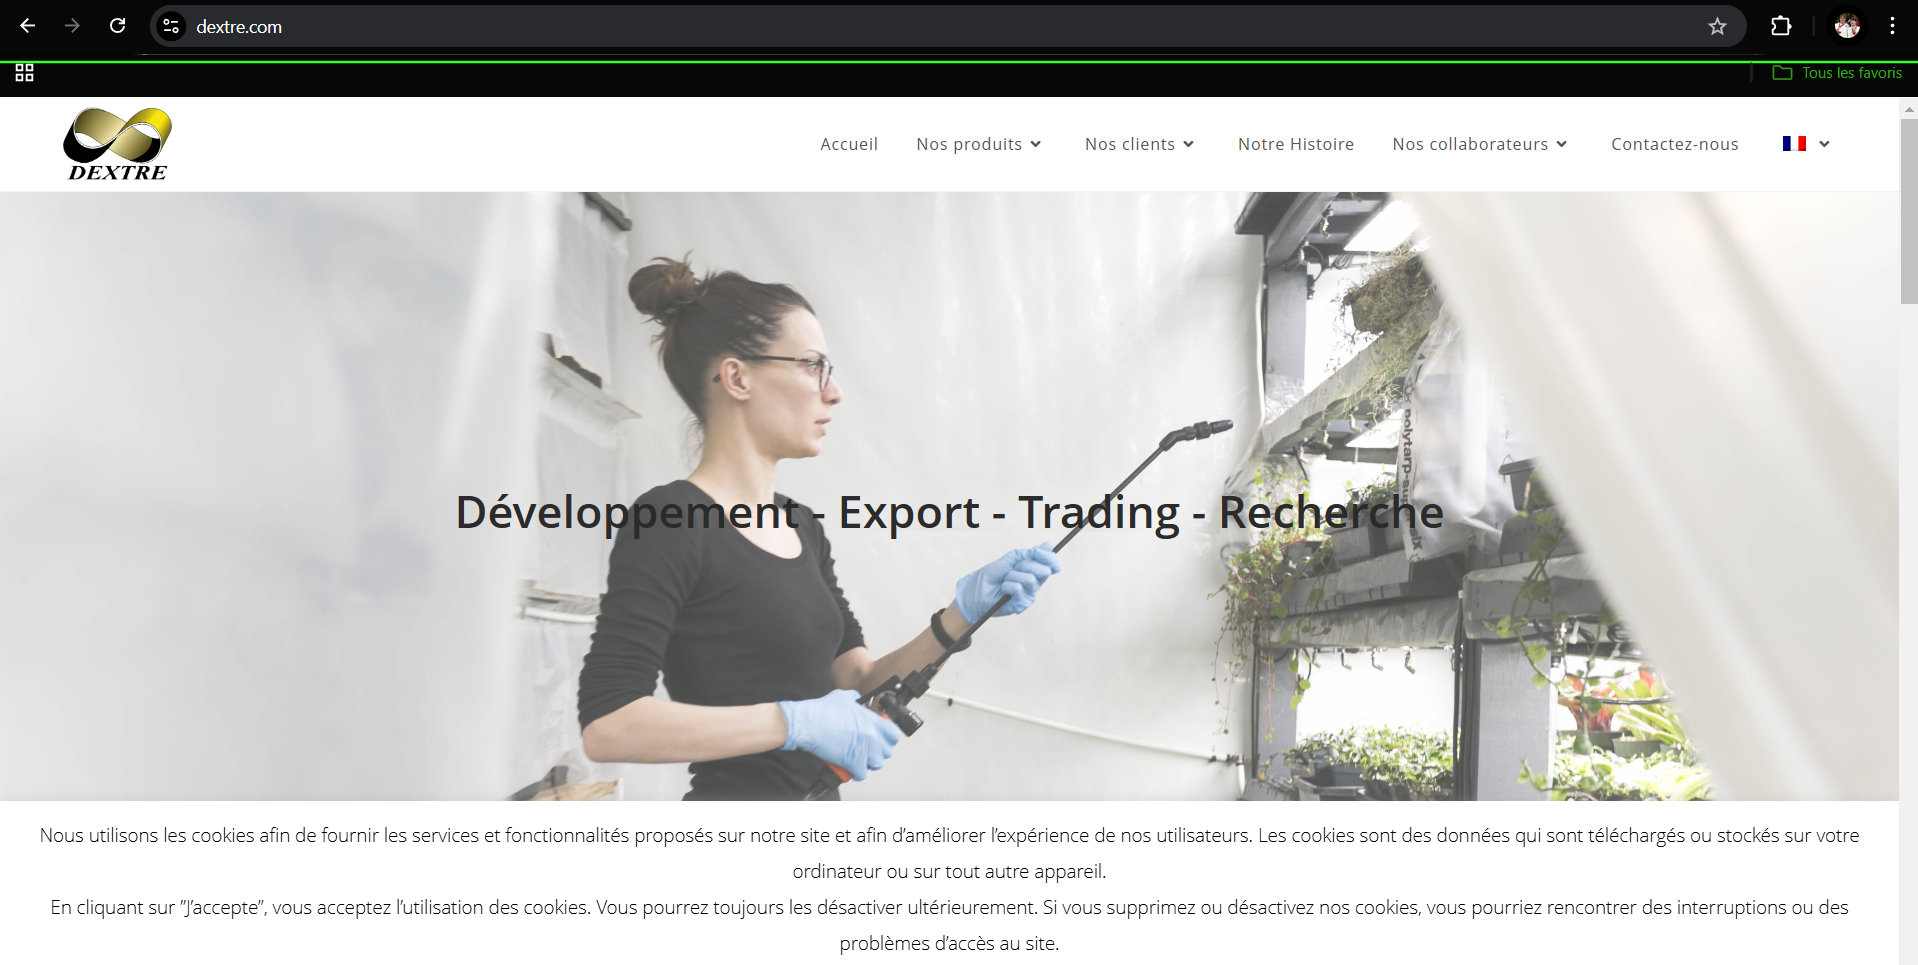 dextre.com
Tous les favoris
DEXTRE
Accueil Nos produits Nos clients Notre Histoire Nos collaborateurs Contactez-nous
polytarp-supsix
Développement - Export - Trading - Recherche
Nous utilisons les cookies afin de fournir les services et fonctionnalités proposés sur notre site et afin d’améliorer l’expérience de nos utilisateurs. Les cookies sont des données qui sont téléchargés ou stockés sur votre
ordinateur ou sur tout autre appareil.
En cliquant sur ”J’accepte”, vous acceptez l’utilisation des cookies. Vous pourrez toujours les désactiver ultérieurement. Si vous supprimez ou désactivez nos cookies, vous pourriez rencontrer des interruptions ou des
problèmes d’accès au site.